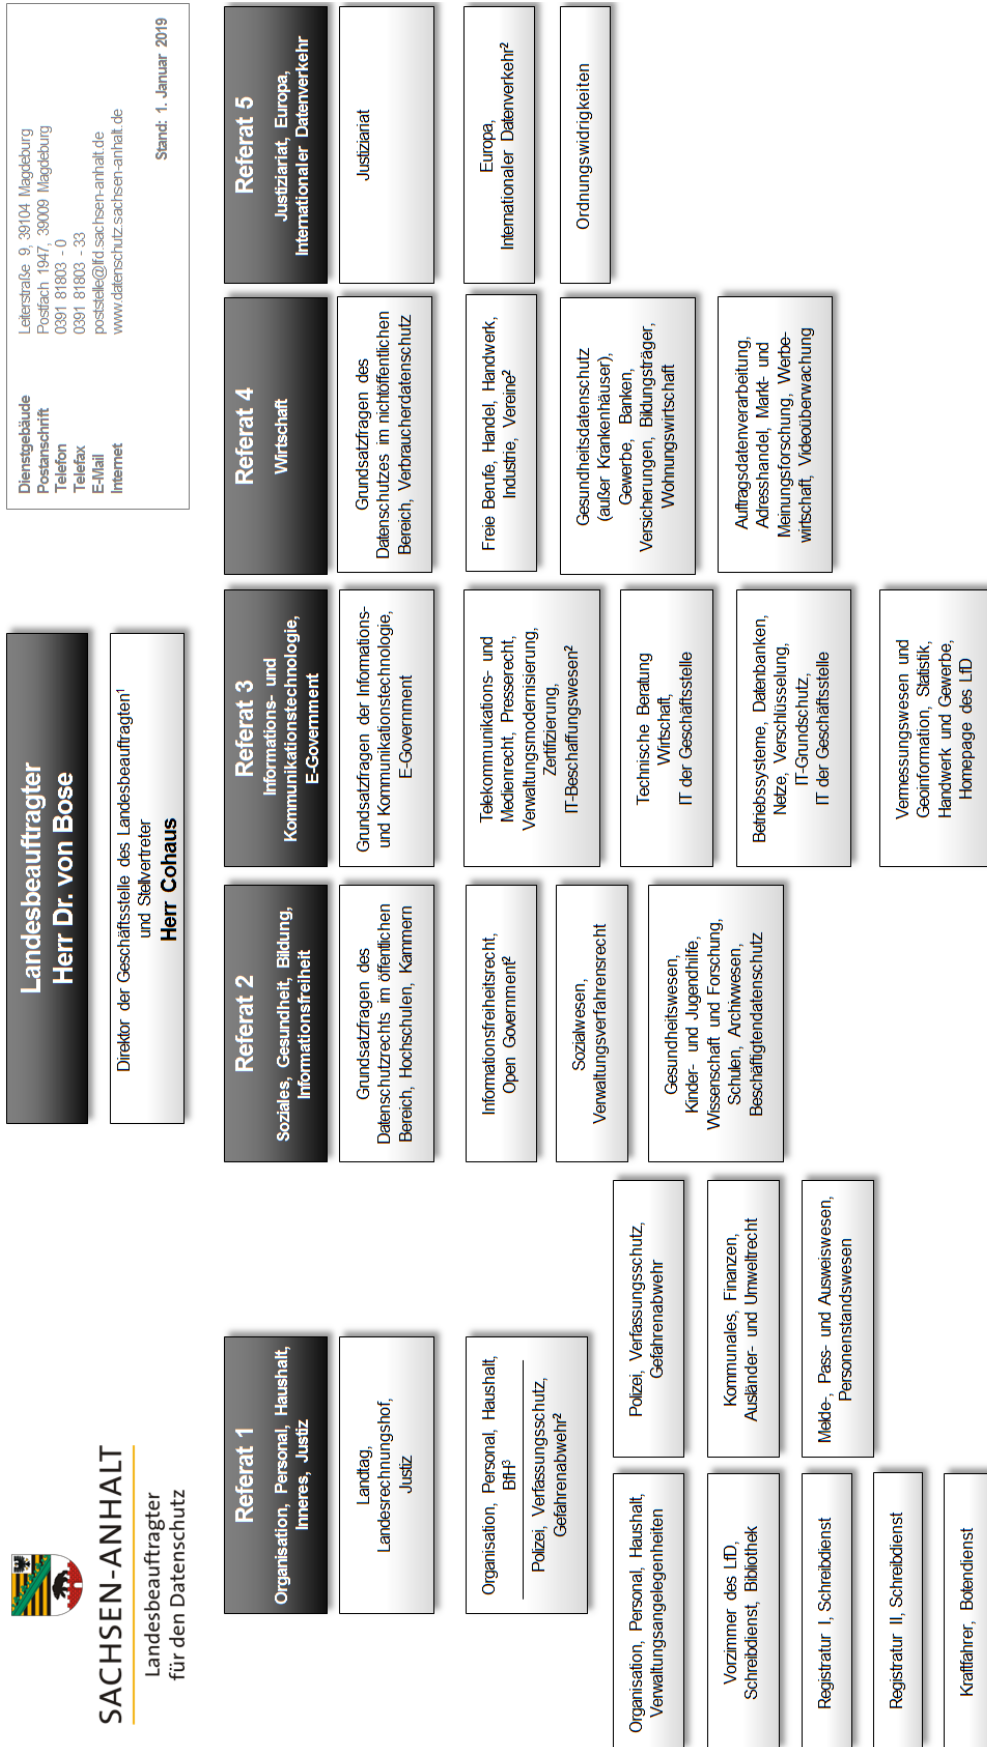 SACHSEN-ANHALT
Landesbeauftragter
für den Datenschutz
Landesbeauftragter
Herr Dr. von Bose
Direktor der Geschäftsstelle des Landesbeauftragten¹
und Stellvertreter
Herr Cohaus
Dienstgebäude Leiterstraße 9, 39104 Magdeburg
Postanschrift Postfach 1947, 39009 Magdeburg
Telefon 0391 81803 - 0
Telefax 0391 81803 - 33
E-Mail poststelle@lfd.sachsen-anhalt.de
Internet www.datenschutz.sachsen-anhalt.de
Stand: 1. Januar 2019
Referat 1
Organisation, Personal, Haushalt,
Inneres, Justiz
Landtag,
Landesrechnungshof,
Justiz
Organisation, Personal, Haushalt,
BfH³
Polizei, Verfassungsschutz,
Gefahrenabwehr²
Organisation, Personal, Haushalt,
Verwaltungsangelegenheiten
Vorzimmer des LfD,
Schreibdienst, Bibliothek
Registratur I, Schreibdienst
Registratur II, Schreibdienst
Kraftfahrer, Botendienst
Polizei, Verfassungsschutz,
Gefahrenabwehr
Kommunales, Finanzen,
Ausländer- und Umweltrecht
Melde-, Pass- und Ausweiswesen,
Personenstandswesen
Referat 2
Soziales, Gesundheit, Bildung,
Informationsfreiheit
Grundsatzfragen des
Datenschutzrechts im öffentlichen
Bereich, Hochschulen, Kammern
Informationsfreiheitsrecht,
Open Government²
Sozialwesen,
Verwaltungsverfahrensrecht
Gesundheitswesen,
Kinder- und Jugendhilfe,
Wissenschaft und Forschung,
Schulen, Archivwesen,
Beschäftigtendatenschutz
Referat 3
Informations- und
Kommunikationstechnologie,
E-Government
Grundsatzfragen der Informations-
und Kommunikationstechnologie,
E-Government
Telekommunikations- und
Medienrecht, Presserecht,
Verwaltungsmodernisierung,
Zertifizierung,
IT-Beschaffungswesen²
Technische Beratung
Wirtschaft,
IT der Geschäftsstelle
Betriebssysteme, Datenbanken,
Netze, Verschlüsselung,
IT-Grundschutz,
IT der Geschäftsstelle
Vermessungswesen und
Geoinformation, Statistik,
Handwerk und Gewerbe,
Homepage des LfD
Referat 4
Wirtschaft
Grundsatzfragen des
Datenschutzes im nichtöffentlichen
Bereich, Verbraucherdatenschutz
Freie Berufe, Handel, Handwerk,
Industrie, Vereine²
Gesundheitsdatenschutz
(außer Krankenhäuser),
Gewerbe, Banken,
Versicherungen, Bildungsträger,
Wohnungswirtschaft
Auftragsdatenverarbeitung,
Adresshandel, Markt- und
Meinungsforschung, Werbe-
wirtschaft, Videoüberwachung
Referat 5
Justiziariat, Europa,
Internationaler Datenverkehr
Justiziariat
Europa,
Internationaler Datenverkehr²
Ordnungswidrigkeiten